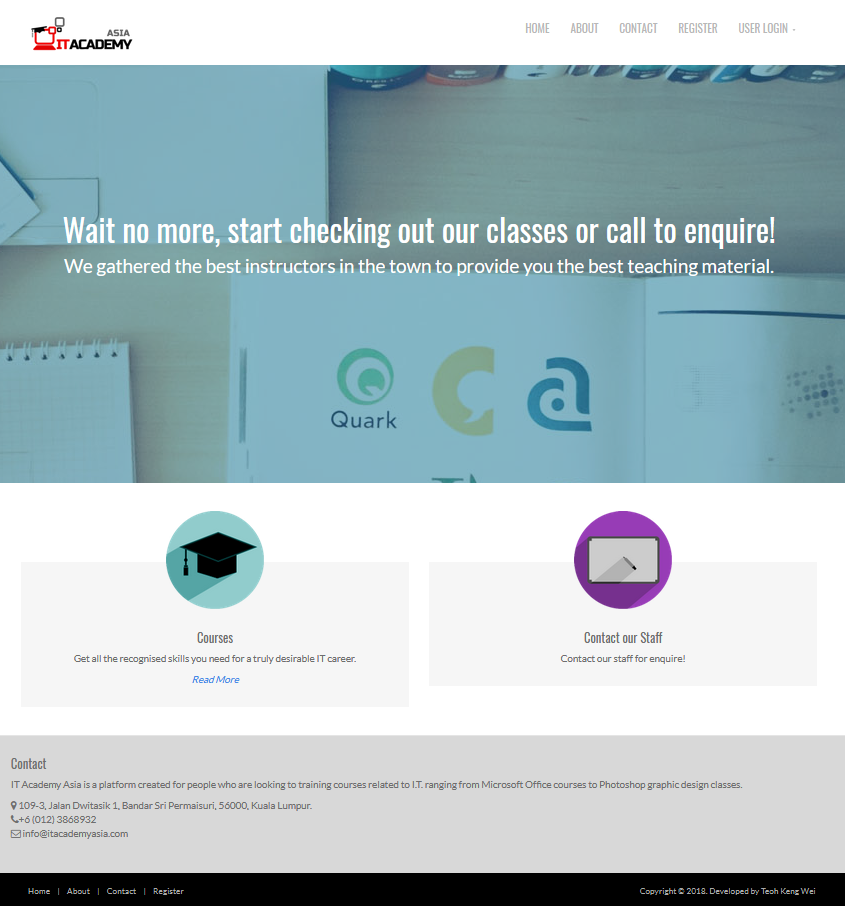 ASIA
ITACADEMY
HOME ABOUT CONTACT REGISTER USER LOGIN
Wait no more, start checking out our classes or call to enquire!
We gathered the best instructors in the town to provide you the best teaching material.
Quark
Courses
Get all the recognised skills you need for a truly desirable IT career.
Read More
Contact our Staff
Contact our staff for enquire!
Contact
IT Academy Asia is a platform created for people who are looking to training courses related to I.T. ranging from Microsoft Office courses to Photoshop graphic design classes.
109-3, Jalan Dwitasik 1, Bandar Sri Permaisuri, 56000, Kuala Lumpur.
+6 (012) 3868932
info@itacademyasia.com
Home | About | Contact | Register
Copyright © 2018. Developed by Teoh Keng Wei